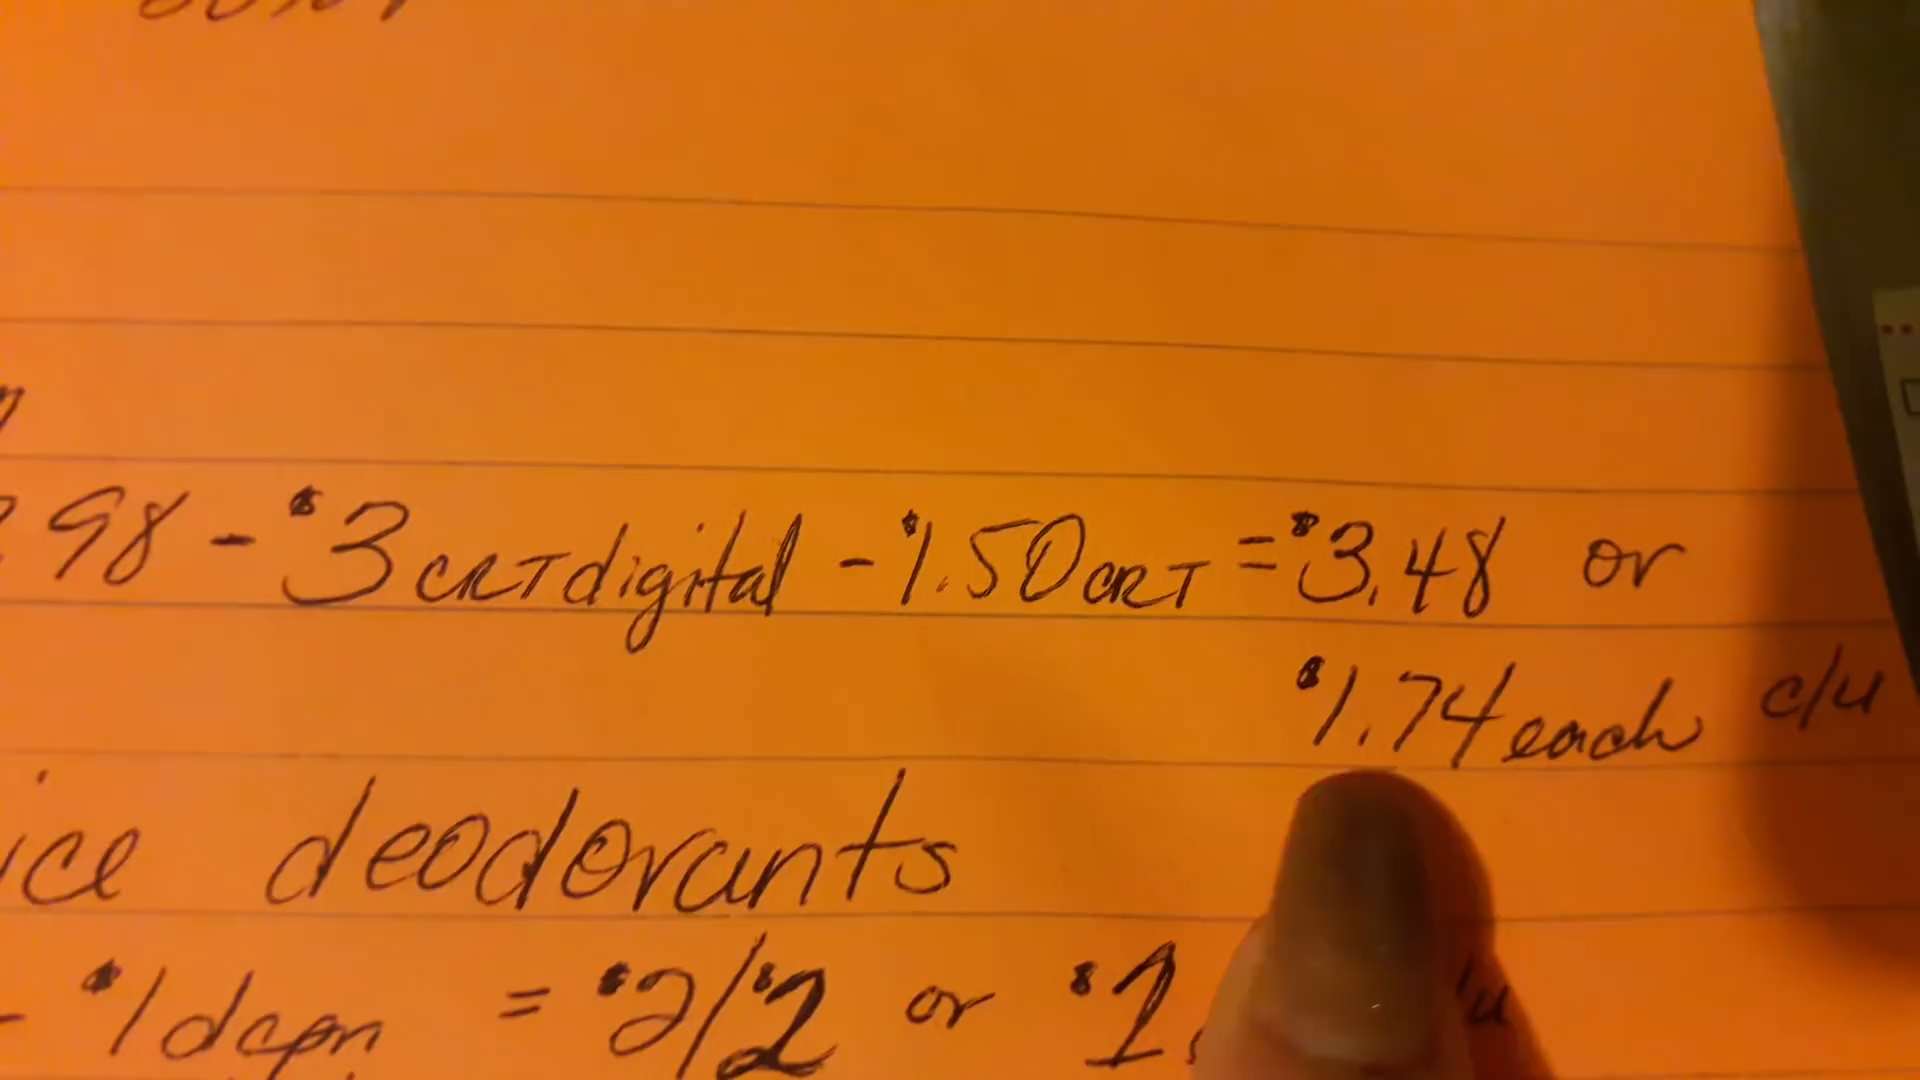 98 - $3 CRT digital - $1.50 CRT = $3.48 or
$1.74 each c/u
deodorants
- $1 dcpn = $2/$2 or $1.